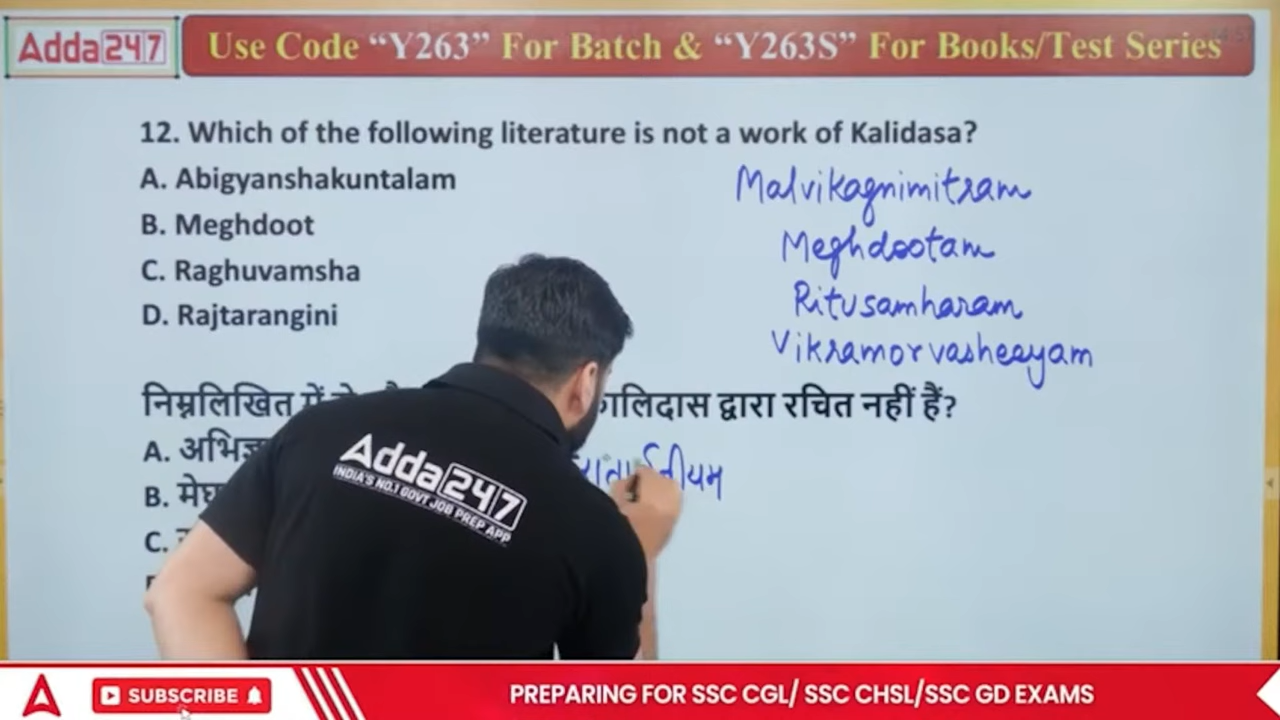 Adda247 Use Code “Y263” For Batch & “Y263S” For Books/Test Series
12. Which of the following literature is not a work of Kalidasa?
A. Abigyanshakuntalam
B. Meghdoot
C. Raghuvamsha
D. Rajtarangini
Malvikagnimitram
Meghdootam
Ritusamharam
निम्नलिखित में द्वारा रचित नहीं हैं?
A.
B.
C.
Adda247
INDIA'S NO.1 GOVT JOB PREP APP
SUBSCRIBE
PREPARING FOR SSC CGL/ SSC CHSL/SSC GD EXAMS